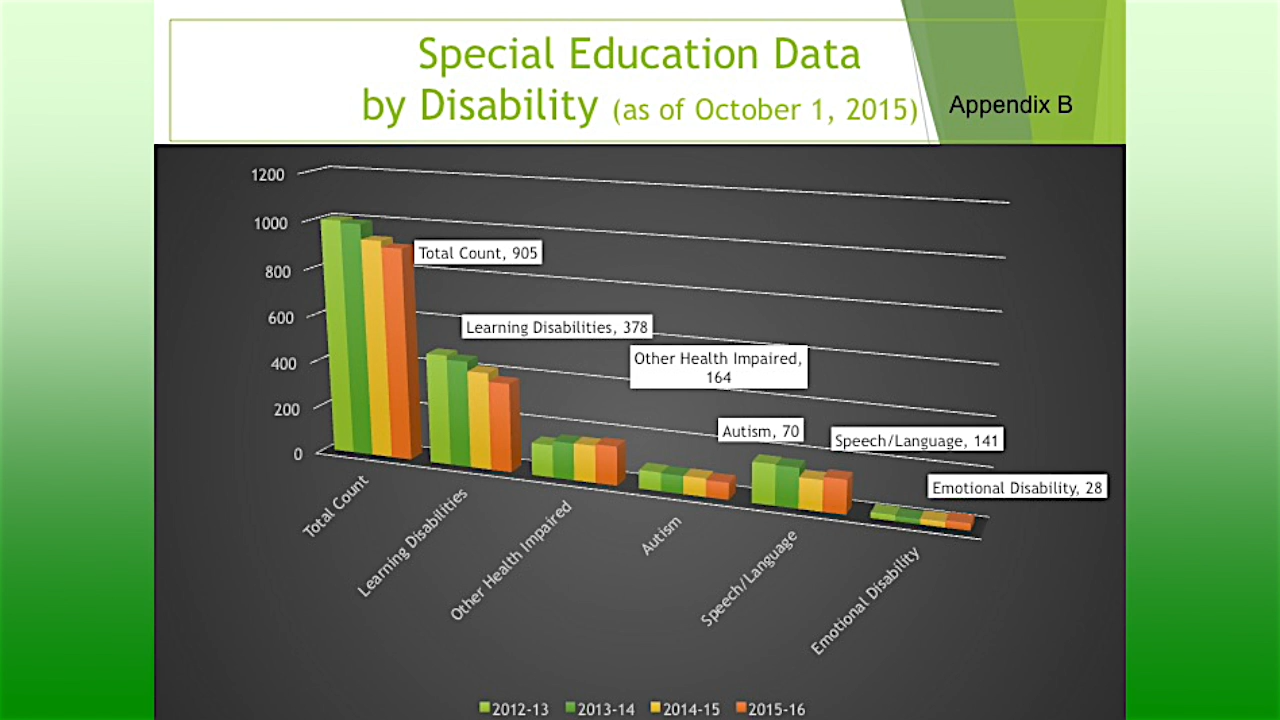 Special Education Data
by Disability (as of October 1, 2015)
Appendix B
1200
1000
800
600
400
200
0
Total Count, 905
Learning Disabilities, 378
Other Health Impaired,
164
Autism, 70
Speech/Language, 141
Emotional Disability, 28
Total Count
Learning Disabilities
Other Health Impaired
Autism
Speech/Language
Emotional Disability
2012-13 2013-14 2014-15 2015-16